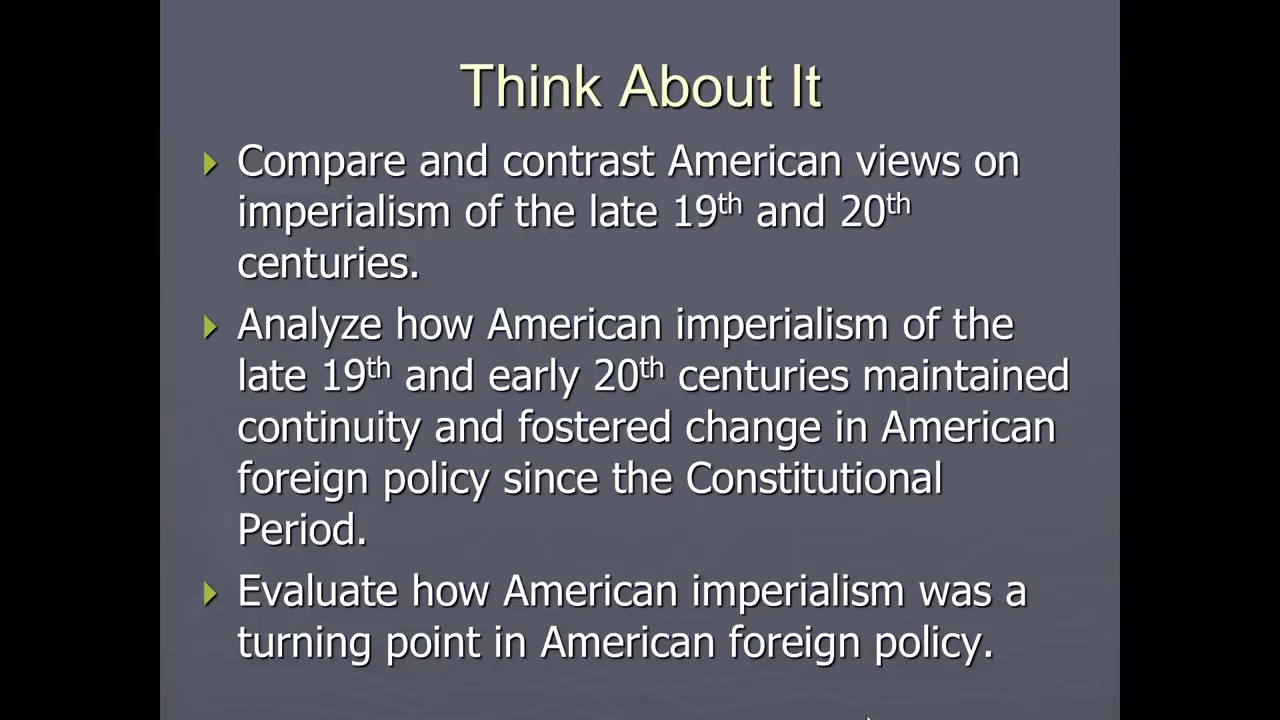 Think About It
Compare and contrast American views on
imperialism of the late 19th and 20th
centuries.
Analyze how American imperialism of the
late 19th and early 20th centuries maintained
continuity and fostered change in American
foreign policy since the Constitutional
Period.
Evaluate how American imperialism was a
turning point in American foreign policy.